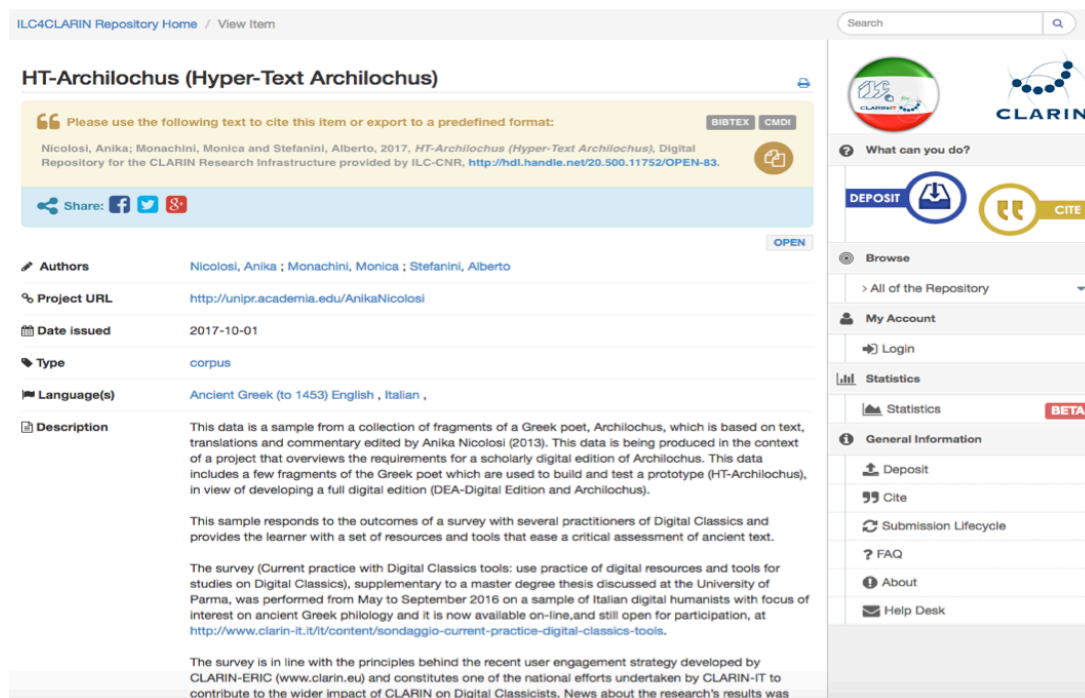 ILC4CLARIN Repository Home / View Item
Search
HT-Archilochus (Hyper-Text Archilochus)
Please use the following text to cite this item or export to a predefined format:
BIBTEX CMDI
Nicolosi, Anika; Monachini, Monica and Stefanini, Alberto, 2017, HT-Archilochus (Hyper-Text Archilochus), Digital
Repository for the CLARIN Research Infrastructure provided by ILC-CNR, http://hdl.handle.net/20.500.11752/OPEN-83.
Share:
OPEN
Authors
Nicolosi, Anika ; Monachini, Monica ; Stefanini, Alberto
Project URL
http://unipr.academia.edu/AnikaNicolosi
Date issued
2017-10-01
Type
corpus
Language(s)
Ancient Greek (to 1453) English , Italian ,
Description
This data is a sample from a collection of fragments of a Greek poet, Archilochus, which is based on text,
translations and commentary edited by Anika Nicolosi (2013). This data is being produced in the context
of a project that overviews the requirements for a scholarly digital edition of Archilochus. This data
includes a few fragments of the Greek poet which are used to build and test a prototype (HT-Archilochus),
in view of developing a full digital edition (DEA-Digital Edition and Archilochus).
This sample responds to the outcomes of a survey with several practitioners of Digital Classics and
provides the learner with a set of resources and tools that ease a critical assessment of ancient text.
The survey (Current practice with Digital Classics tools: use practice of digital resources and tools for
studies on Digital Classics), supplementary to a master degree thesis discussed at the University of
Parma, was performed from May to September 2016 on a sample of Italian digital humanists with focus of
interest on ancient Greek philology and it is now available on-line,and still open for participation, at
http://www.clarin-it.it/it/content/sondaggio-current-practice-digital-classics-tools.
The survey is in line with the principles behind the recent user engagement strategy developed by
CLARIN-ERIC (www.clarin.eu) and constitutes one of the national efforts undertaken by CLARIN-IT to
contribute to the wider impact of CLARIN on Digital Classicists. News about the research's results was
CLARIN-IT
CLARIN
What can you do?
DEPOSIT
CITE
Browse
> All of the Repository
My Account
Login
Statistics
Statistics
BETA
General Information
Deposit
Cite
Submission Lifecycle
FAQ
About
Help Desk